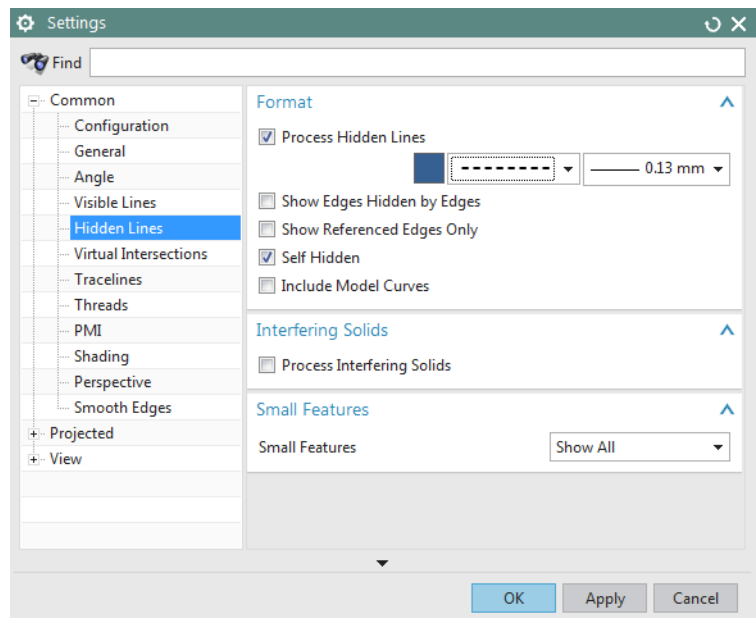 Settings
Find
Common
Configuration
General
Angle
Visible Lines
Hidden Lines
Virtual Intersections
Tracelines
Threads
PMI
Shading
Perspective
Smooth Edges
Projected
View
Format
Process Hidden Lines
0.13 mm
Show Edges Hidden by Edges
Show Referenced Edges Only
Self Hidden
Include Model Curves
Interfering Solids
Process Interfering Solids
Small Features
Small Features Show All
OK Apply Cancel